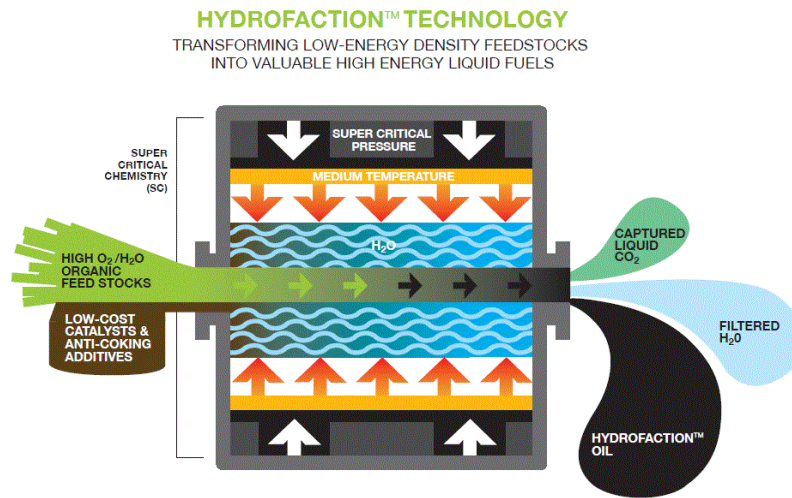 HYDROFACTION™ TECHNOLOGY
TRANSFORMING LOW-ENERGY DENSITY FEEDSTOCKS
INTO VALUABLE HIGH ENERGY LIQUID FUELS
SUPER
CRITICAL
CHEMISTRY
(SC)
SUPER CRITICAL
PRESSURE
MEDIUM TEMPERATURE
H₂O
HIGH O₂/H₂O
ORGANIC
FEED STOCKS
LOW-COST
CATALYSTS &
ANTI-COKING
ADDITIVES
CAPTURED
LIQUID
CO₂
FILTERED
H₂0
HYDROFACTION™
OIL